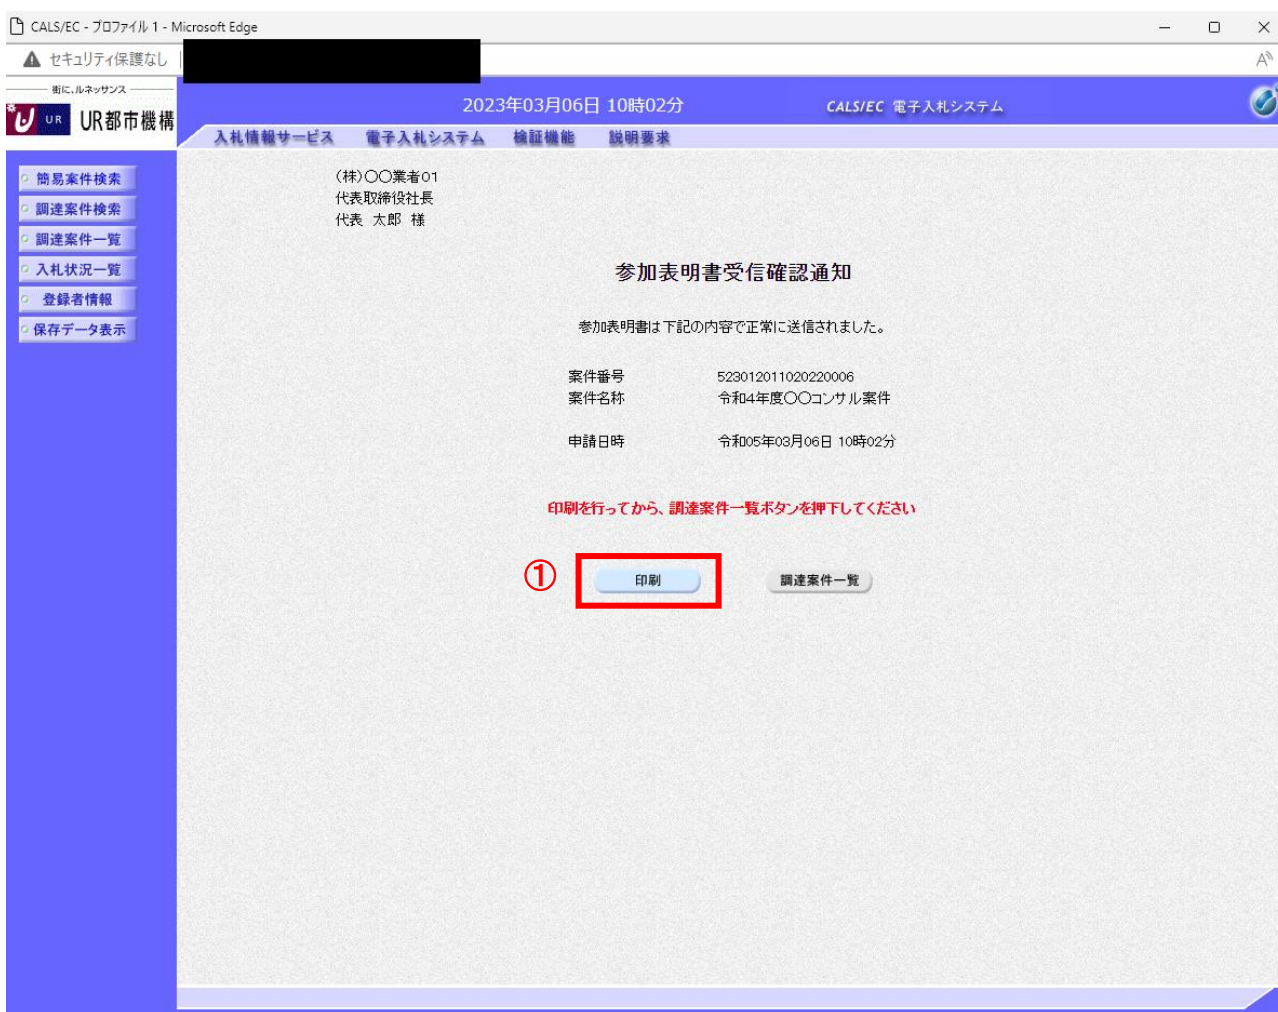 CALS/EC - プロファイル 1 - Microsoft Edge
セキュリティ保護なし
街に、ルネッサンス
UR UR都市機構
2023年03月06日 10時02分 CALS/EC 電子入札システム
入札情報サービス 電子入札システム 検証機能 説明要求
簡易案件検索
調達案件検索
調達案件一覧
入札状況一覧
登録者情報
保存データ表示
(株)〇〇業者01
代表取締役社長
代表 太郎 様
参加表明書受信確認通知
参加表明書は下記の内容で正常に送信されました。
案件番号 523012011020220006
案件名称 令和4年度〇〇コンサル案件
申請日時 令和05年03月06日 10時02分
印刷を行ってから、調達案件一覧ボタンを押下してください
① 印刷 調達案件一覧